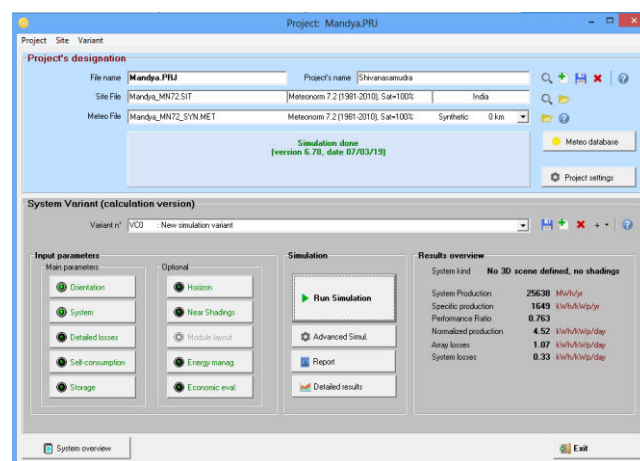 Project: Mandya.PRJ
Project Site Variant
Project's designation
File name Mandya.PRJ Project's name Shivanasamudra
Site File Mandya_MN72.SIT Meteonorm 7.2 (1981-2010), Sat=100% India
Meteo File Mandya_MN72_SYN.MET Meteonorm 7.2 (1981-2010), Sat=100% Synthetic 0 km
Simulation done
(version 6.78, date 07/03/19)
Meteo database
Project settings
System Variant (calculation version)
Variant n° VC0 : New simulation variant
Input parameters
Main parameters
Orientation
System
Detailed losses
Self-consumption
Storage
Optional
Horizon
Near Shadings
Module layout
Energy manag.
Economic eval.
Simulation
Run Simulation
Advanced Simul.
Report
Detailed results
Results overview
System kind No 3D scene defined, no shadings
System Production 25638 MWh/yr
Specific production 1649 kWh/kWp/yr
Performance Ratio 0.763
Normalized production 4.52 kWh/kWp/day
Array losses 1.07 kWh/kWp/day
System losses 0.33 kWh/kWp/day
System overview
Exit